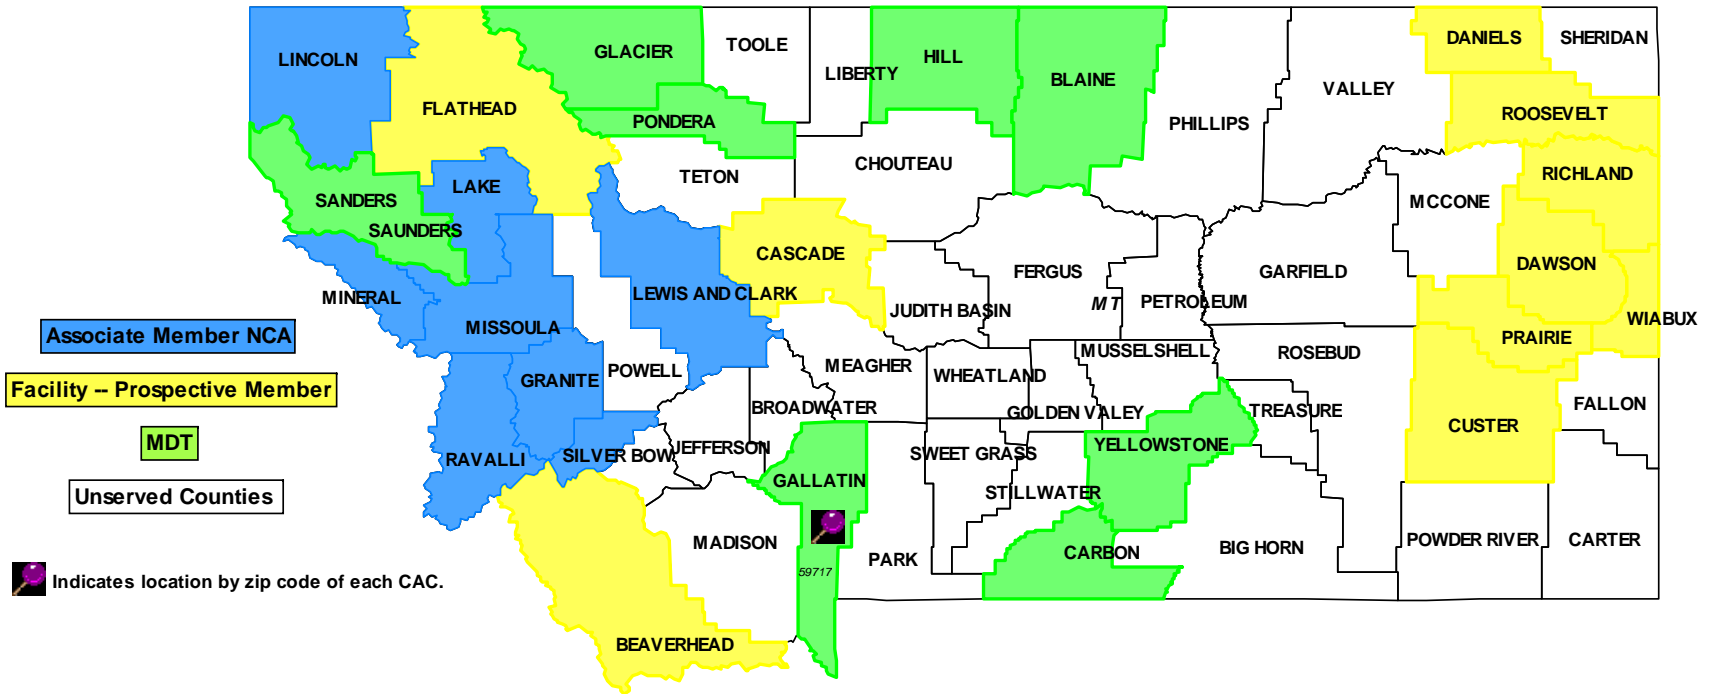 LINCOLN
FLATHEAD
GLACIER
TOOLE
LIBERTY
HILL
BLAINE
PHILLIPS
VALLEY
DANIELS
SHERIDAN
ROOSEVELT
PONDERA
TETON
CHOUTEAU
RICHLAND
MCCONE
SANDERS
SAUNDERS
LAKE
MINERAL
MISSOULA
LEWIS AND CLARK
CASCADE
JUDITH BASIN
FERGUS
MT
PETROLEUM
GARFIELD
DAWSON
PRAIRIE
WIABUX
Associate Member NCA
Facility -- Prospective Member
MDT
Unserved Counties
Indicates location by zip code of each CAC.
GRANITE
POWELL
MEAGHER
WHEATLAND
MUSSELSHELL
ROSEBUD
BROADWATER
GOLDEN VALEY
TREASURE
CUSTER
FALLON
RAVALLI
SILVER BOW
JEFFERSON
GALLATIN
SWEET GRASS
STILLWATER
YELLOWSTONE
MADISON
59717
PARK
CARBON
BIG HORN
POWDER RIVER
CARTER
BEAVERHEAD